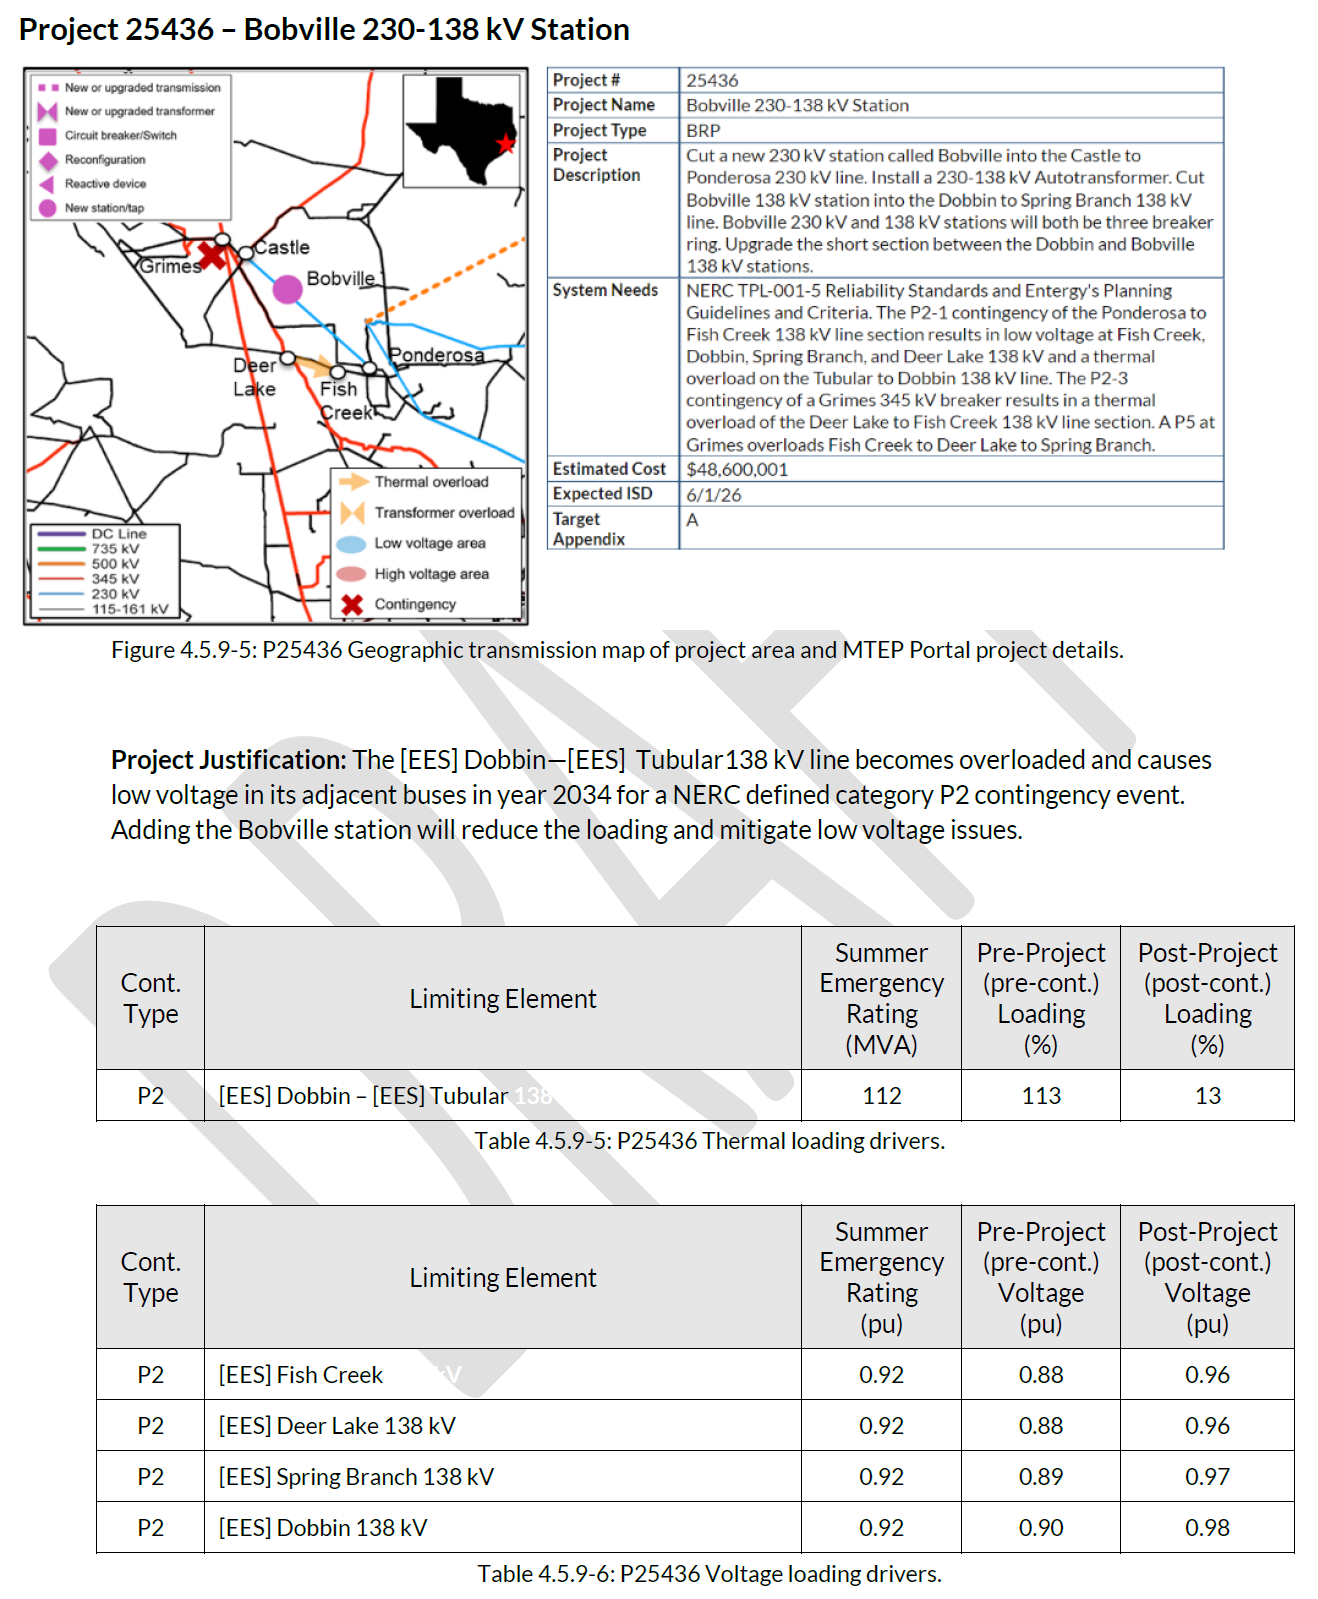 Project 25436 – Bobville 230-138 kV Station
New or upgraded transmission
New or upgraded transformer
Circuit breaker/Switch
Reconfiguration
Reactive device
New station/tap
Castle
Grimes
Bobville
Ponderosa
Deer
Lake
Fish
Creek
Thermal overload
Transformer overload
Low voltage area
High voltage area
Contingency
DC Line
735 kV
500 kV
345 kV
230 kV
115-161 kV
Project # 25436
Project Name Bobville 230-138 kV Station
Project Type BRP
Project Description Cut a new 230 kV station called Bobville into the Castle to
Ponderosa 230 kV line. Install a 230-138 kV Autotransformer. Cut
Bobville 138 kV station into the Dobbin to Spring Branch 138 kV
line. Bobville 230 kV and 138 kV stations will both be three breaker
ring. Upgrade the short section between the Dobbin and Bobville
138 kV stations.
System Needs NERC TPL-001-5 Reliability Standards and Entergy's Planning
Guidelines and Criteria. The P2-1 contingency of the Ponderosa to
Fish Creek 138 kV line section results in low voltage at Fish Creek,
Dobbin, Spring Branch, and Deer Lake 138 kV and a thermal
overload on the Tubular to Dobbin 138 kV line. The P2-3
contingency of a Grimes 345 kV breaker results in a thermal
overload of the Deer Lake to Fish Creek 138 kV line section. A P5 at
Grimes overloads Fish Creek to Deer Lake to Spring Branch.
Estimated Cost $48,600,001
Expected ISD 6/1/26
Target Appendix A
Figure 4.5.9-5: P25436 Geographic transmission map of project area and MTEP Portal project details.
Project Justification: The [EES] Dobbin—[EES] Tubular138 kV line becomes overloaded and causes
low voltage in its adjacent buses in year 2034 for a NERC defined category P2 contingency event.
Adding the Bobville station will reduce the loading and mitigate low voltage issues.
Cont. Type Limiting Element Summer Emergency Rating (MVA) Pre-Project (pre-cont.) Loading (%) Post-Project (post-cont.) Loading (%)
P2 [EES] Dobbin – [EES] Tubular 138 112 113 13
Table 4.5.9-5: P25436 Thermal loading drivers.
Cont. Type Limiting Element Summer Emergency Rating (pu) Pre-Project (pre-cont.) Voltage (pu) Post-Project (post-cont.) Voltage (pu)
P2 [EES] Fish Creek kV 0.92 0.88 0.96
P2 [EES] Deer Lake 138 kV 0.92 0.88 0.96
P2 [EES] Spring Branch 138 kV 0.92 0.89 0.97
P2 [EES] Dobbin 138 kV 0.92 0.90 0.98
Table 4.5.9-6: P25436 Voltage loading drivers.
DRAFT